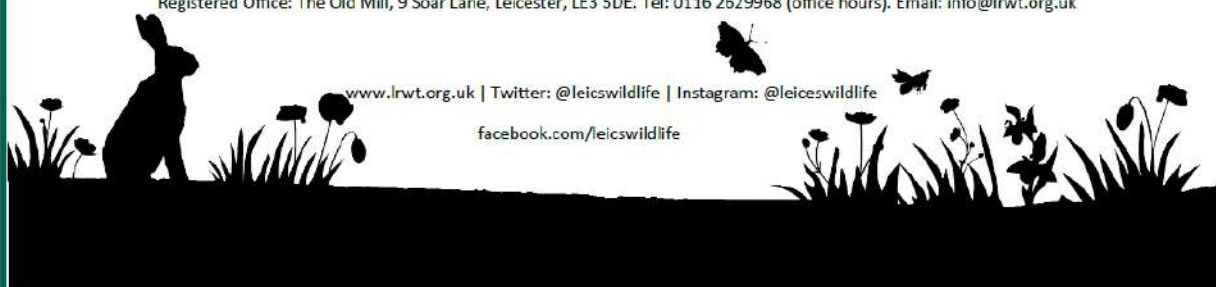 Registered Office: The Old Mill, 9 Soar Lane, Leicester, LE3 5DE. Tel: 0116 2629968 (office hours). Email: info@lrwt.org.uk
www.lrwt.org.uk | Twitter: @leicswildlife | Instagram: @leiceswildlife
facebook.com/leicswildlife